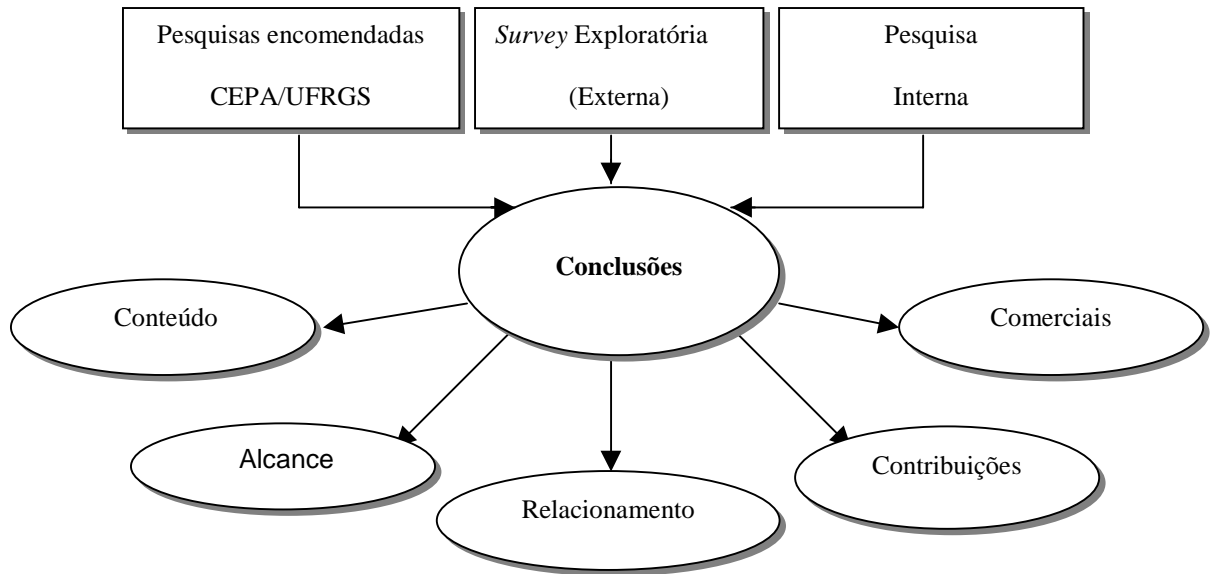 Pesquisas encomendadas
CEPA/UFRGS
Survey Exploratória
(Externa)
Pesquisa
Interna
Conclusões
Conteúdo
Comerciais
Alcance
Contribuições
Relacionamento